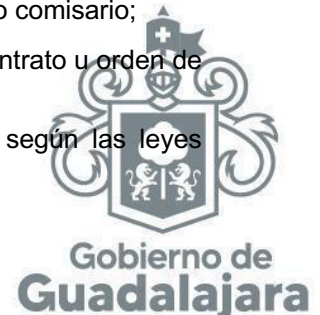 o comisario;
ntrato u orden de
según las leyes
Gobierno de
Guadalajara